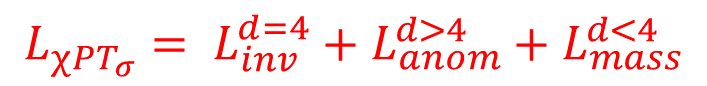 L_{χPT_σ} = L_{inv}^{d=4} + L_{anom}^{d>4} + L_{mass}^{d<4}